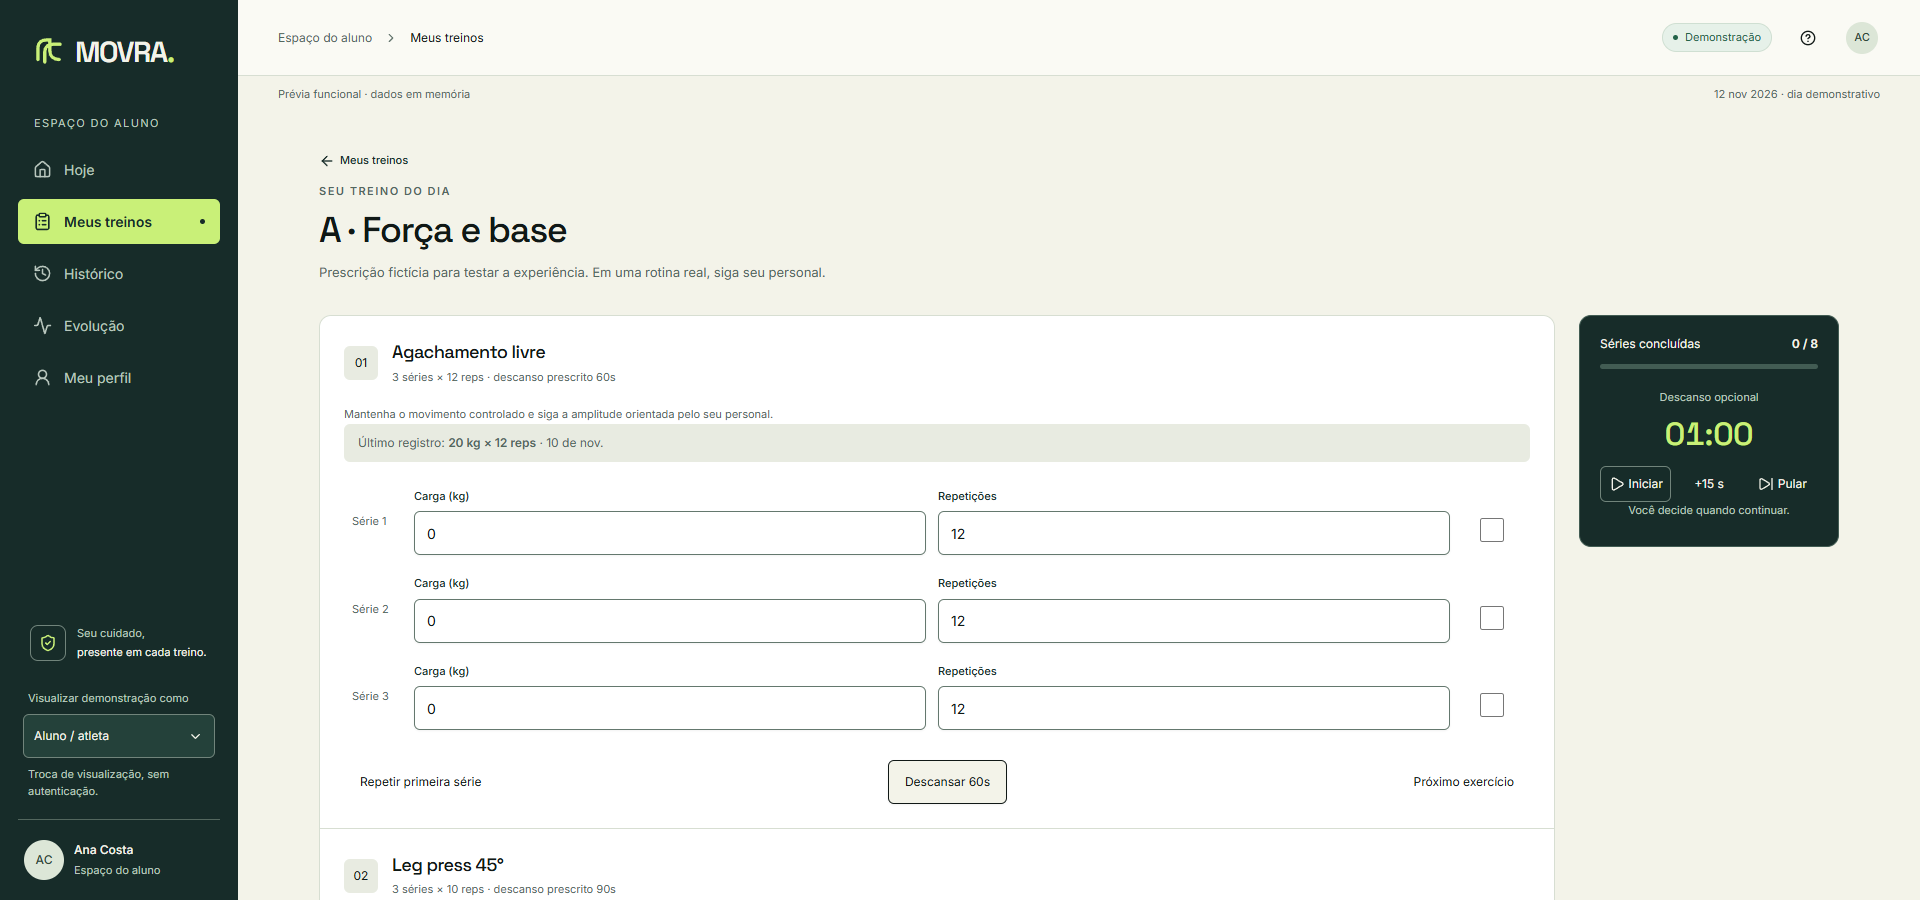 MOVRA.
ESPAÇO DO ALUNO
Hoje
Meus treinos
Histórico
Evolução
Meu perfil
Seu cuidado,
presente em cada treino.
Visualizar demonstração como
Aluno / atleta
Troca de visualização, sem
autenticação.
AC
Ana Costa
Espaço do aluno
Espaço do aluno
Meus treinos
Demonstração
AC
Prévia funcional · dados em memória
12 nov 2026 · dia demonstrativo
Meus treinos
SEU TREINO DO DIA
A · Força e base
Prescrição fictícia para testar a experiência. Em uma rotina real, siga seu personal.
01
Agachamento livre
3 séries × 12 reps · descanso prescrito 60s
Mantenha o movimento controlado e siga a amplitude orientada pelo seu personal.
Último registro: 20 kg × 12 reps · 10 de nov.
Carga (kg)
Repetições
Série 1
0
12
Carga (kg)
Repetições
Série 2
0
12
Carga (kg)
Repetições
Série 3
0
12
Repetir primeira série
Descansar 60s
Próximo exercício
02
Leg press 45°
3 séries × 10 reps · descanso prescrito 90s
Séries concluídas
0 / 8
Descanso opcional
01:00
Iniciar
+15 s
Pular
Você decide quando continuar.